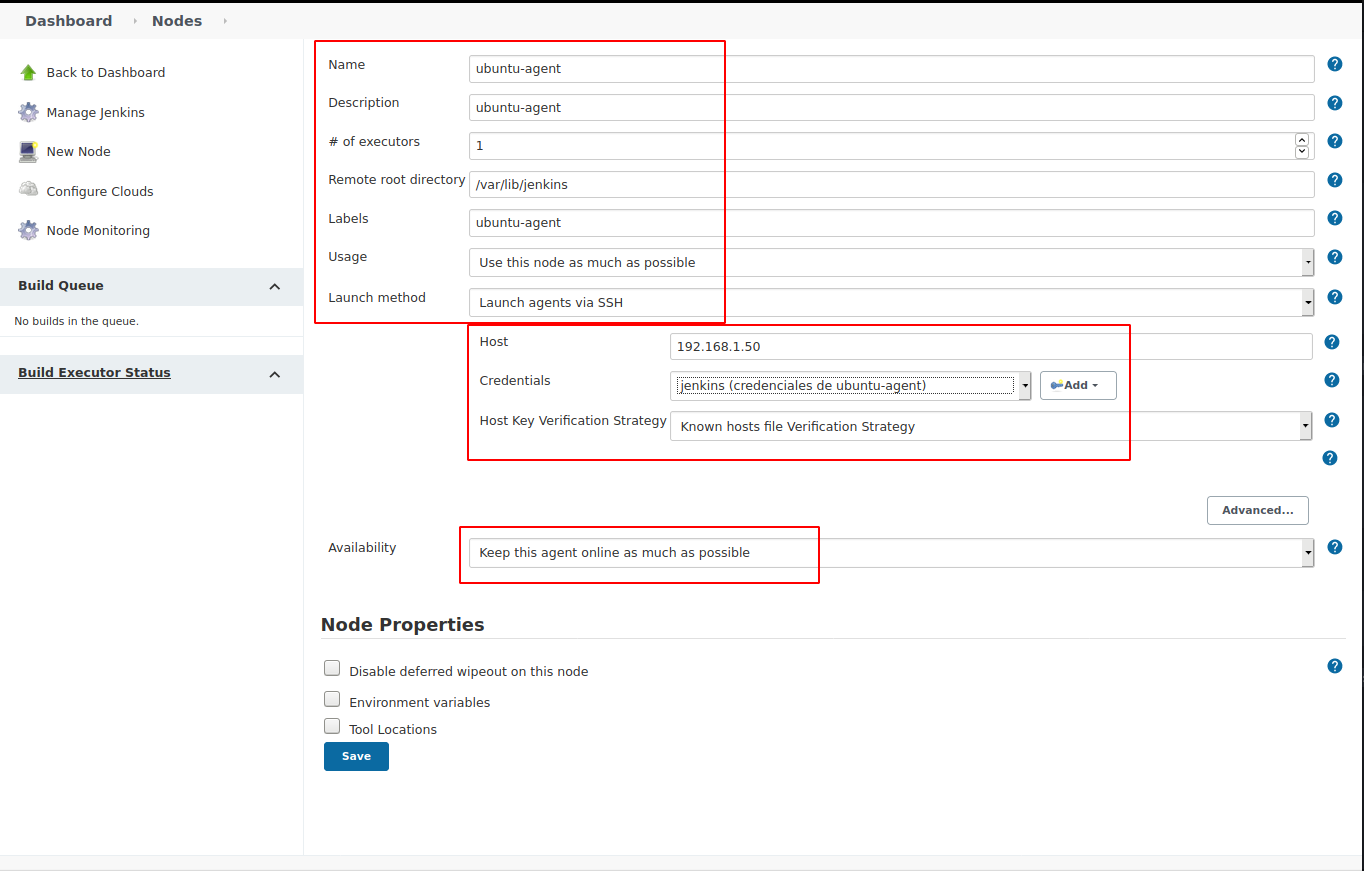 Dashboard Nodes
Back to Dashboard
Manage Jenkins
New Node
Configure Clouds
Node Monitoring
Build Queue
No builds in the queue.
Build Executor Status
Name ubuntu-agent
Description ubuntu-agent
# of executors 1
Remote root directory /var/lib/jenkins
Labels ubuntu-agent
Usage Use this node as much as possible
Launch method Launch agents via SSH
Host 192.168.1.50
Credentials jenkins (credenciales de ubuntu-agent) Add
Host Key Verification Strategy Known hosts file Verification Strategy
Advanced...
Availability Keep this agent online as much as possible
Node Properties
Disable deferred wipeout on this node
Environment variables
Tool Locations
Save